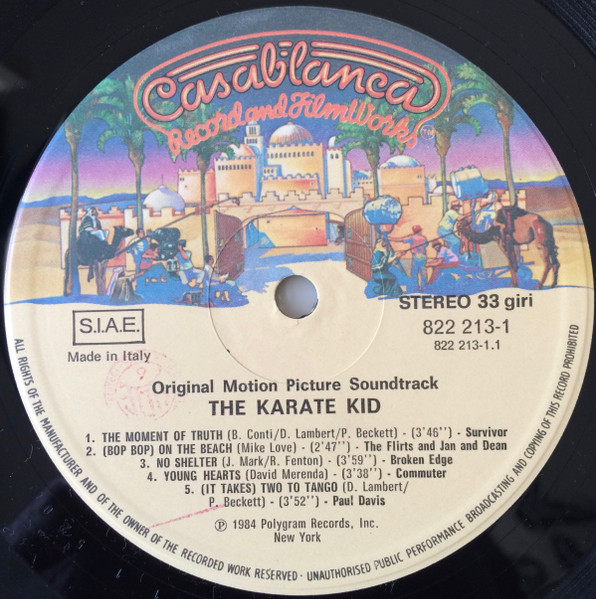 Casablanca
Record and FilmWorks
TM
STEREO 33 giri
822 213-1
822 213-1.1
S.I.A.E.
Made in Italy
9
Original Motion Picture Soundtrack
THE KARATE KID
1. THE MOMENT OF TRUTH (B. Conti/D. Lambert/P. Beckett) - (3'46'') - Survivor
2. (BOP BOP) ON THE BEACH (Mike Love) - (2'47'') - The Flirts and Jan and Dean
3. NO SHELTER (J. Mark/R. Fenton) - (3'59'') - Broken Edge
4. YOUNG HEARTS (David Merenda) - (3'38'') - Commuter
5. (IT TAKES) TWO TO TANGO (D. Lambert/
P. Beckett) - (3'52'') - Paul Davis
℗ 1984 Polygram Records, Inc.
New York
ALL RIGHTS OF THE MANUFACTURER AND OF THE OWNER OF THE RECORDED WORK RESERVED - UNAUTHORISED PUBLIC PERFORMANCE BROADCASTING AND COPYING OF THIS RECORD PROHIBITED